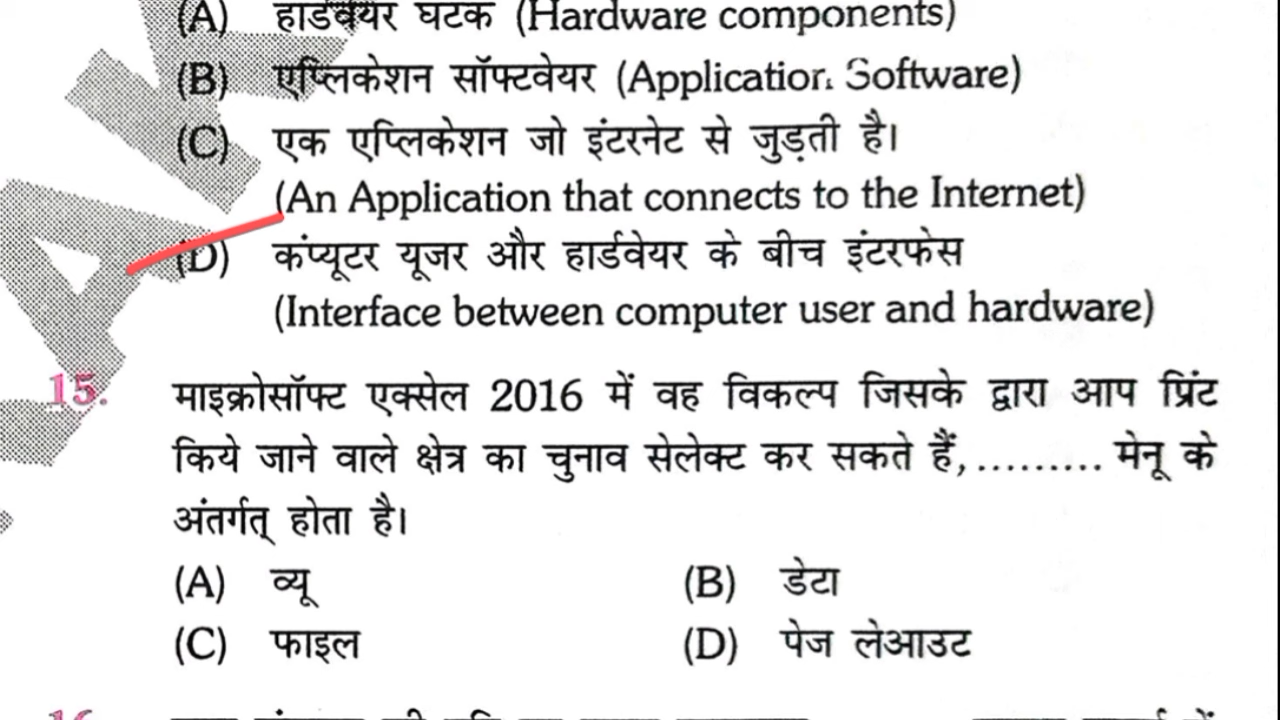 (A) हार्डवेयर घटक (Hardware components)
(B) एप्लिकेशन सॉफ्टवेयर (Application Software)
(C) एक एप्लिकेशन जो इंटरनेट से जुड़ती है।
(An Application that connects to the Internet)
(D) कंप्यूटर यूजर और हार्डवेयर के बीच इंटरफेस
(Interface between computer user and hardware)
15. माइक्रोसॉफ्ट एक्सेल 2016 में वह विकल्प जिसके द्वारा आप प्रिंट
किये जाने वाले क्षेत्र का चुनाव सेलेक्ट कर सकते हैं, ......... मेनू के
अंतर्गत् होता है।
(A) व्यू (B) डेटा
(C) फाइल (D) पेज लेआउट